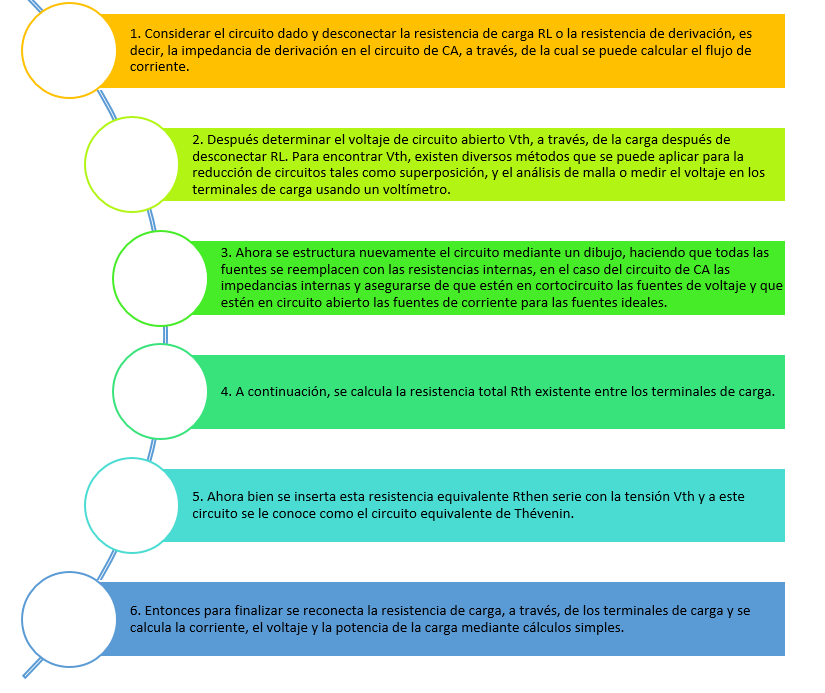 1. Considerar el circuito dado y desconectar la resistencia de carga RL o la resistencia de derivación, es
decir, la impedancia de derivación en el circuito de CA, a través, de la cual se puede calcular el flujo de
corriente.
2. Después determinar el voltaje de circuito abierto Vth, a través, de la carga después de
desconectar RL. Para encontrar Vth, existen diversos métodos que se puede aplicar para la
reducción de circuitos tales como superposición, y el análisis de malla o medir el voltaje en los
terminales de carga usando un voltímetro.
3. Ahora se estructura nuevamente el circuito mediante un dibujo, haciendo que todas las
fuentes se reemplacen con las resistencias internas, en el caso del circuito de CA las
impedancias internas y asegurarse de que estén en cortocircuito las fuentes de voltaje y que
estén en circuito abierto las fuentes de corriente para las fuentes ideales.
4. A continuación, se calcula la resistencia total Rth existente entre los terminales de carga.
5. Ahora bien se inserta esta resistencia equivalente Rthen serie con la tensión Vth y a este
circuito se le conoce como el circuito equivalente de Thévenin.
6. Entonces para finalizar se reconecta la resistencia de carga, a través, de los terminales de carga y se
calcula la corriente, el voltaje y la potencia de la carga mediante cálculos simples.